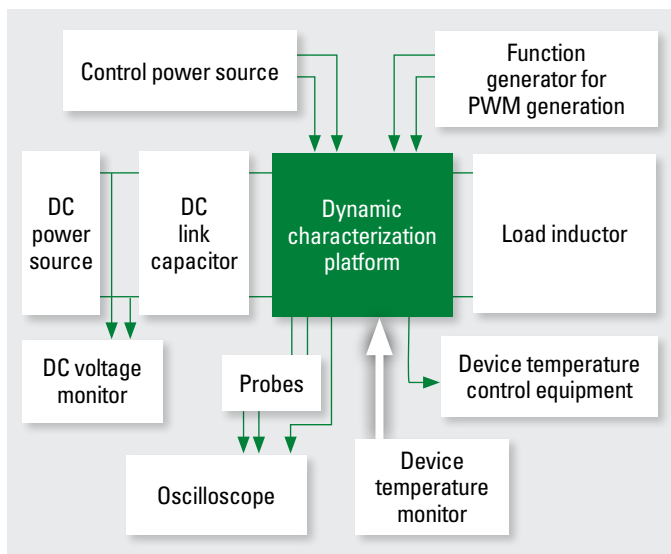 Control power source
Function
generator for
PWM generation
DC
power
source
DC
link
capacitor
Dynamic
characterization
platform
Load inductor
DC voltage
monitor
Probes
Device temperature
control equipment
Oscilloscope
Device
temperature
monitor